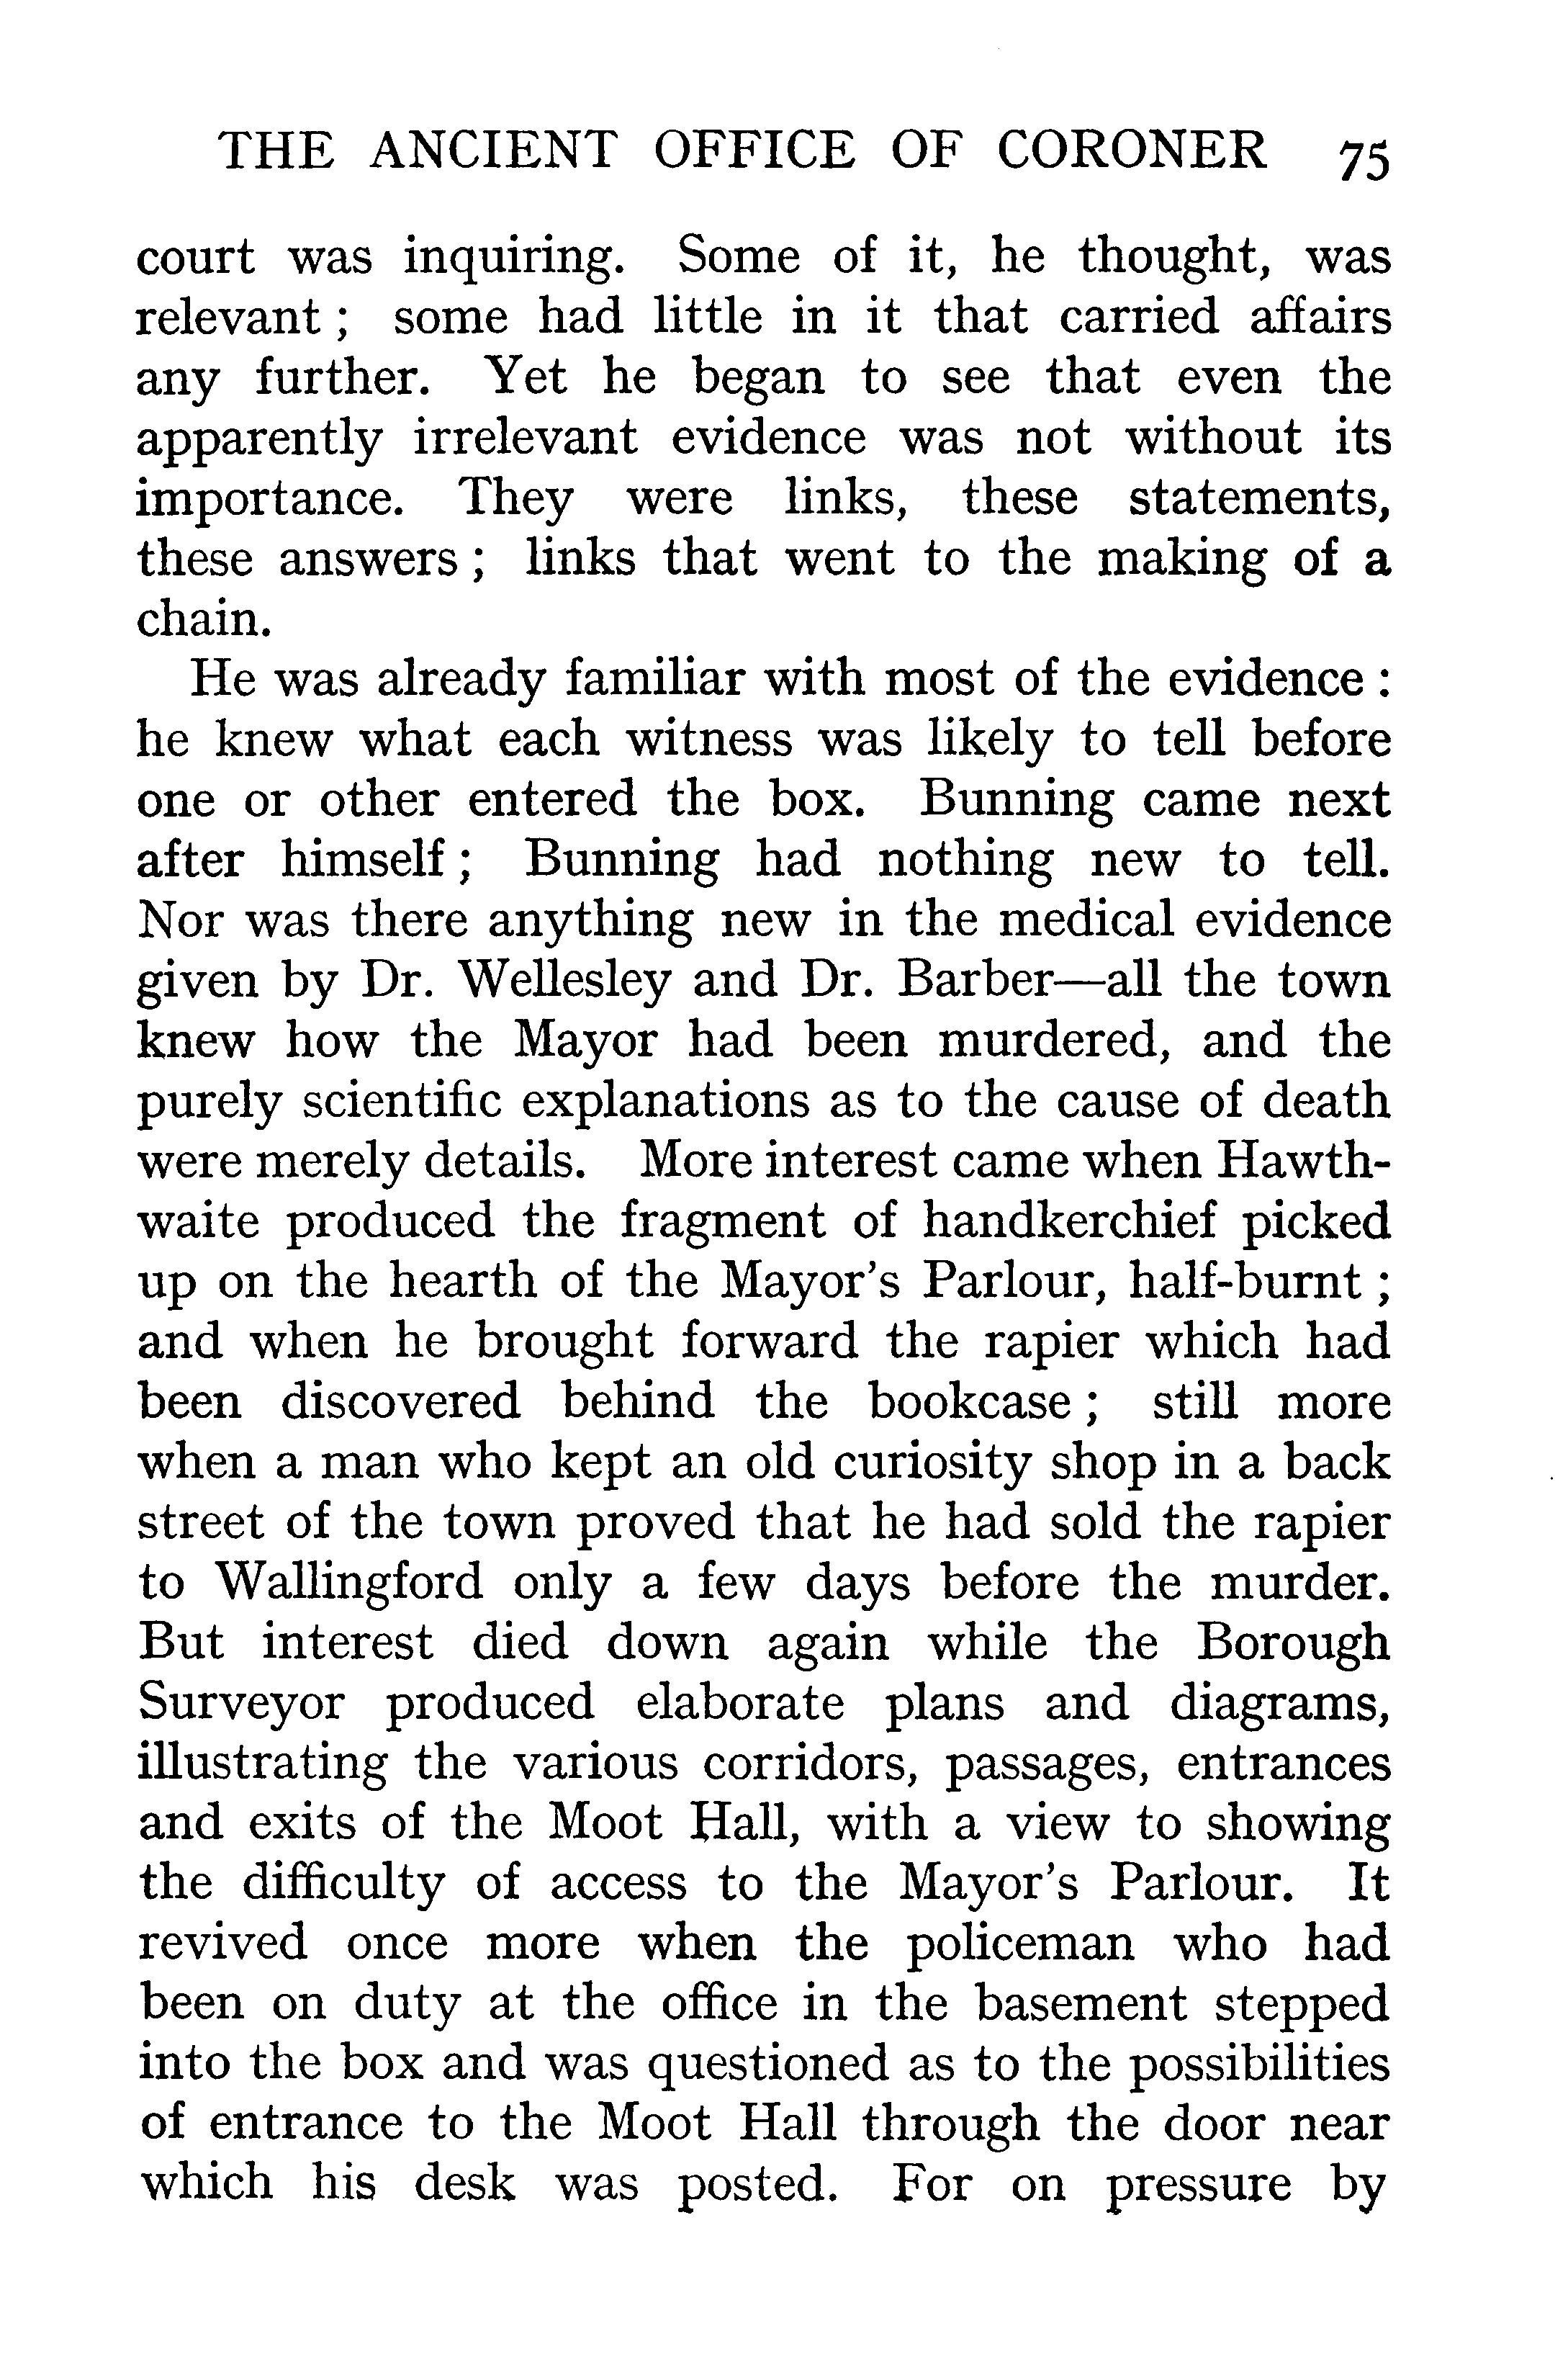 THE ANCIENT OFFICE OF CORONER 75
court was inquiring. Some of it, he thought, was
relevant ; some had little in it that carried affairs
any further. Yet he began to see that even the
apparently irrelevant evidence was not without its
importance. They were links, these statements,
these answers ; links that went to the making of a
chain.
He was already familiar with most of the evidence :
he knew what each witness was likely to tell before
one or other entered the box. Bunning came next
after himself ; Bunning had nothing new to tell.
Nor was there anything new in the medical evidence
given by Dr. Wellesley and Dr. Barber—all the town
knew how the Mayor had been murdered, and the
purely scientific explanations as to the cause of death
were merely details. More interest came when Hawth-
waite produced the fragment of handkerchief picked
up on the hearth of the Mayor's Parlour, half-burnt ;
and when he brought forward the rapier which had
been discovered behind the bookcase ; still more
when a man who kept an old curiosity shop in a back
street of the town proved that he had sold the rapier
to Wallingford only a few days before the murder.
But interest died down again while the Borough
Surveyor produced elaborate plans and diagrams,
illustrating the various corridors, passages, entrances
and exits of the Moot Hall, with a view to showing
the difficulty of access to the Mayor's Parlour. It
revived once more when the policeman who had
been on duty at the office in the basement stepped
into the box and was questioned as to the possibilities
of entrance to the Moot Hall through the door near
which his desk was posted. For on pressure by